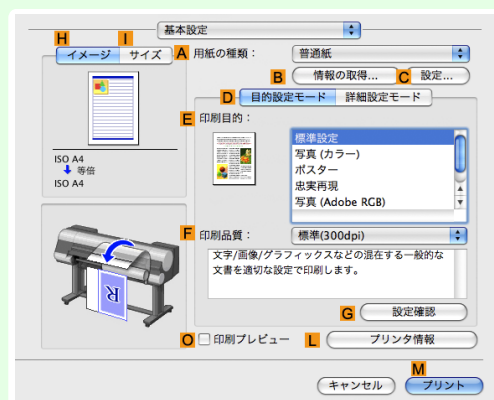 基本設定
H I
イメージ サイズ A 用紙の種類： 普通紙
B 情報の取得... C 設定...
D 目的設定モード 詳細設定モード
E 印刷目的：
標準設定
写真 (カラー)
ポスター
忠実再現
写真 (Adobe RGB)
ISO A4
等倍
ISO A4
F 印刷品質： 標準(300dpi)
文字/画像/グラフィックスなどの混在する一般的な
文書を適切な設定で印刷します。
R
G 設定確認
O 印刷プレビュー L プリンタ情報
M
キャンセル プリント